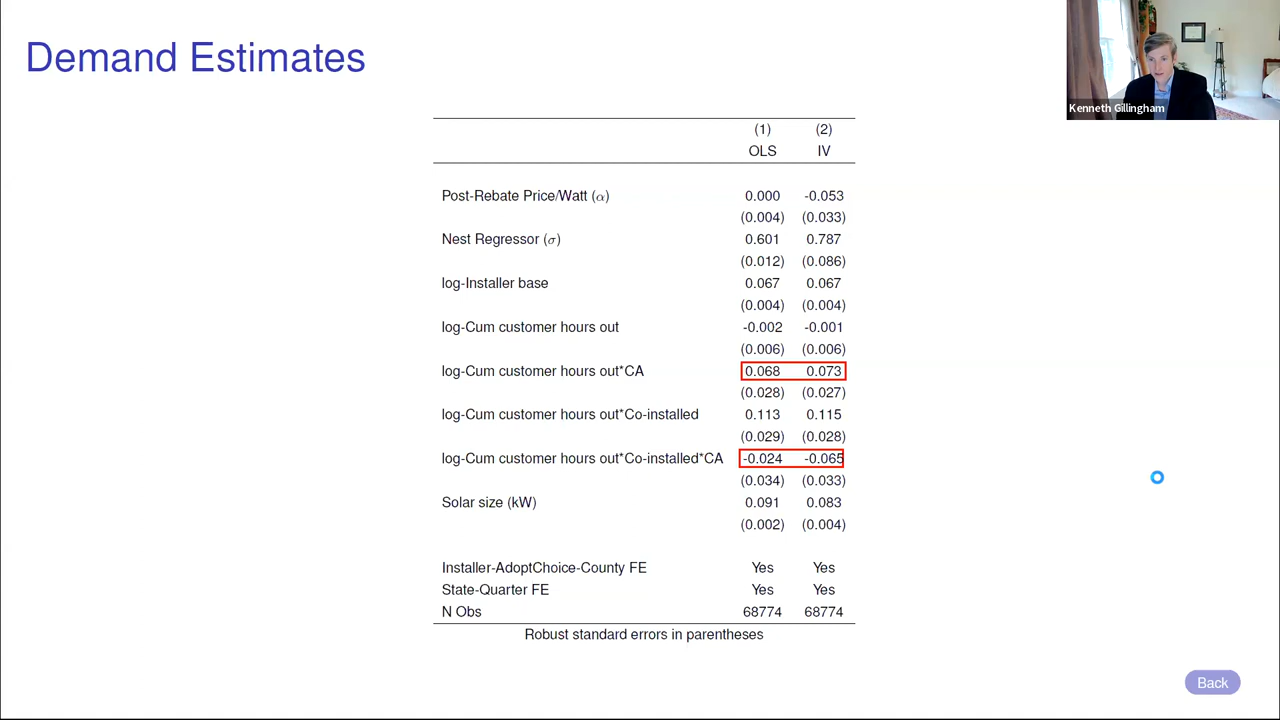 Demand Estimates
Kenneth Gillingham
(1) (2)
OLS IV
Post-Rebate Price/Watt (α) 0.000 -0.053
(0.004) (0.033)
Nest Regressor (σ) 0.601 0.787
(0.012) (0.086)
log-Installer base 0.067 0.067
(0.004) (0.004)
log-Cum customer hours out -0.002 -0.001
(0.006) (0.006)
log-Cum customer hours out*CA 0.068 0.073
(0.028) (0.027)
log-Cum customer hours out*Co-installed 0.113 0.115
(0.029) (0.028)
log-Cum customer hours out*Co-installed*CA -0.024 -0.065
(0.034) (0.033)
Solar size (kW) 0.091 0.083
(0.002) (0.004)
Installer-AdoptChoice-County FE Yes Yes
State-Quarter FE Yes Yes
N Obs 68774 68774
Robust standard errors in parentheses
Back